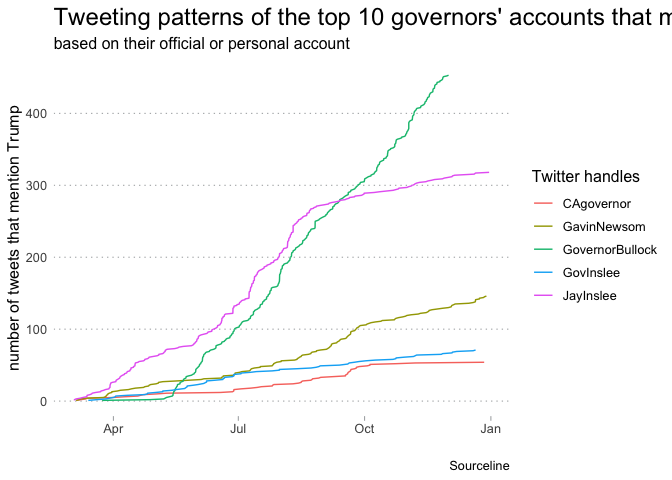 Tweeting patterns of the top 10 governors' accounts that m
based on their official or personal account
number of tweets that mention Trump
400
300
200
100
0
Apr
Jul
Oct
Jan
Twitter handles
CAgovernor
GavinNewsom
GovernorBullock
GovInslee
JayInslee
Sourceline